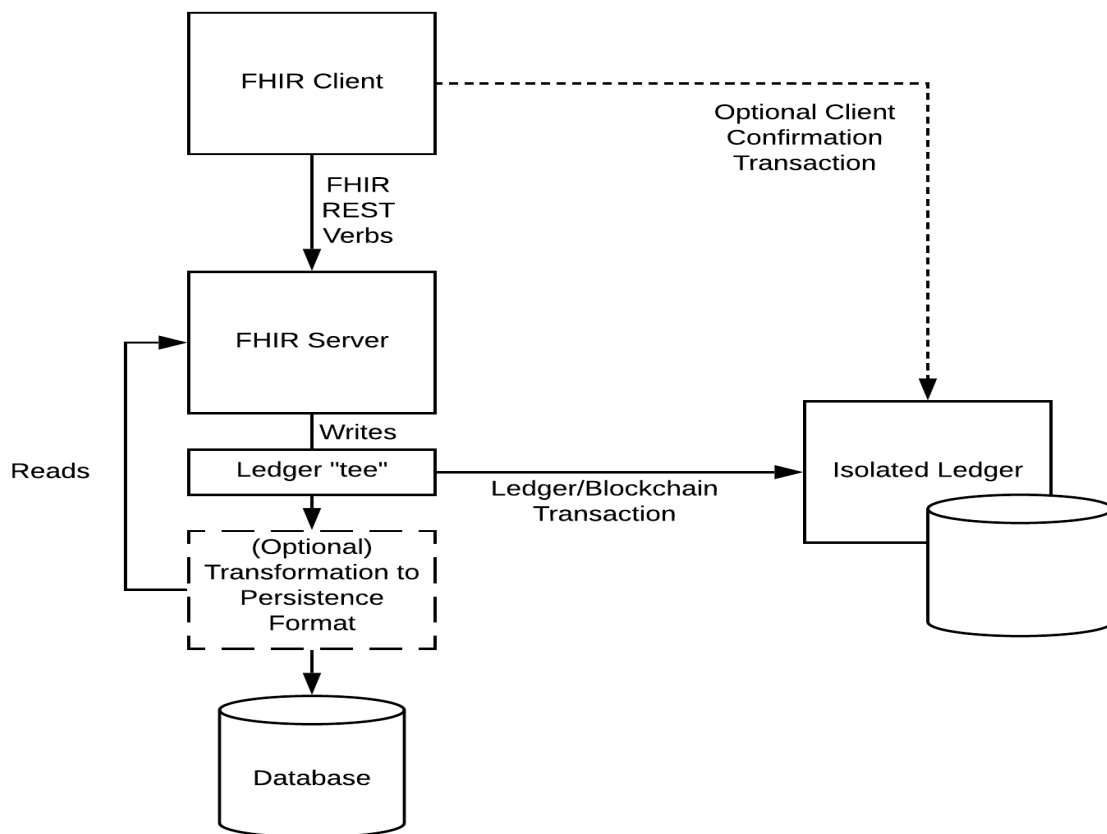 FHIR Client
Optional Client
Confirmation
Transaction
FHIR
REST
Verbs
FHIR Server
Writes
Reads
Ledger "tee"
Isolated Ledger
Ledger/Blockchain
Transaction
(Optional)
Transformation to
Persistence
Format
Database